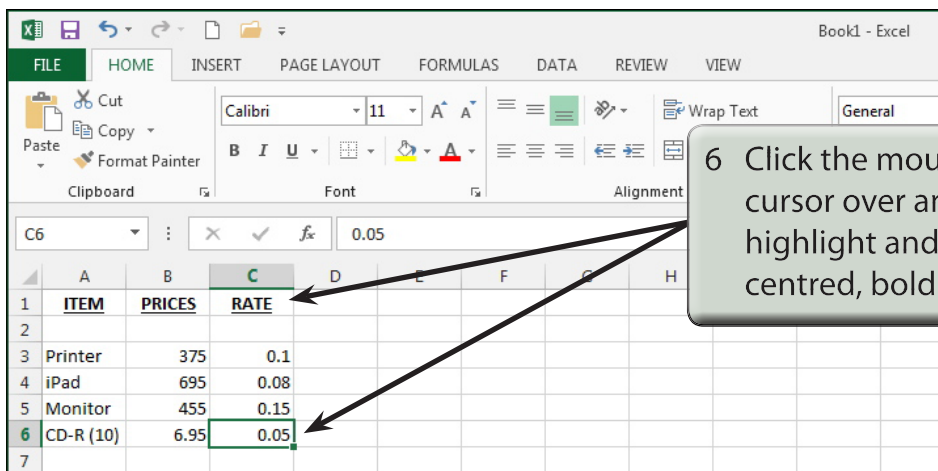 Book1 - Excel
FILE HOME INSERT PAGE LAYOUT FORMULAS DATA REVIEW VIEW
Cut
Copy
Format Painter
Paste
Clipboard
Calibri 11 A A
B I U A
Font
Wrap Text
Alignment
General
C6 fx 0.05
A B C D E F G H
1 ITEM PRICES RATE
2
3 Printer 375 0.1
4 iPad 695 0.08
5 Monitor 455 0.15
6 CD-R (10) 6.95 0.05
7
6 Click the mou
cursor over an
highlight and
centred, bold